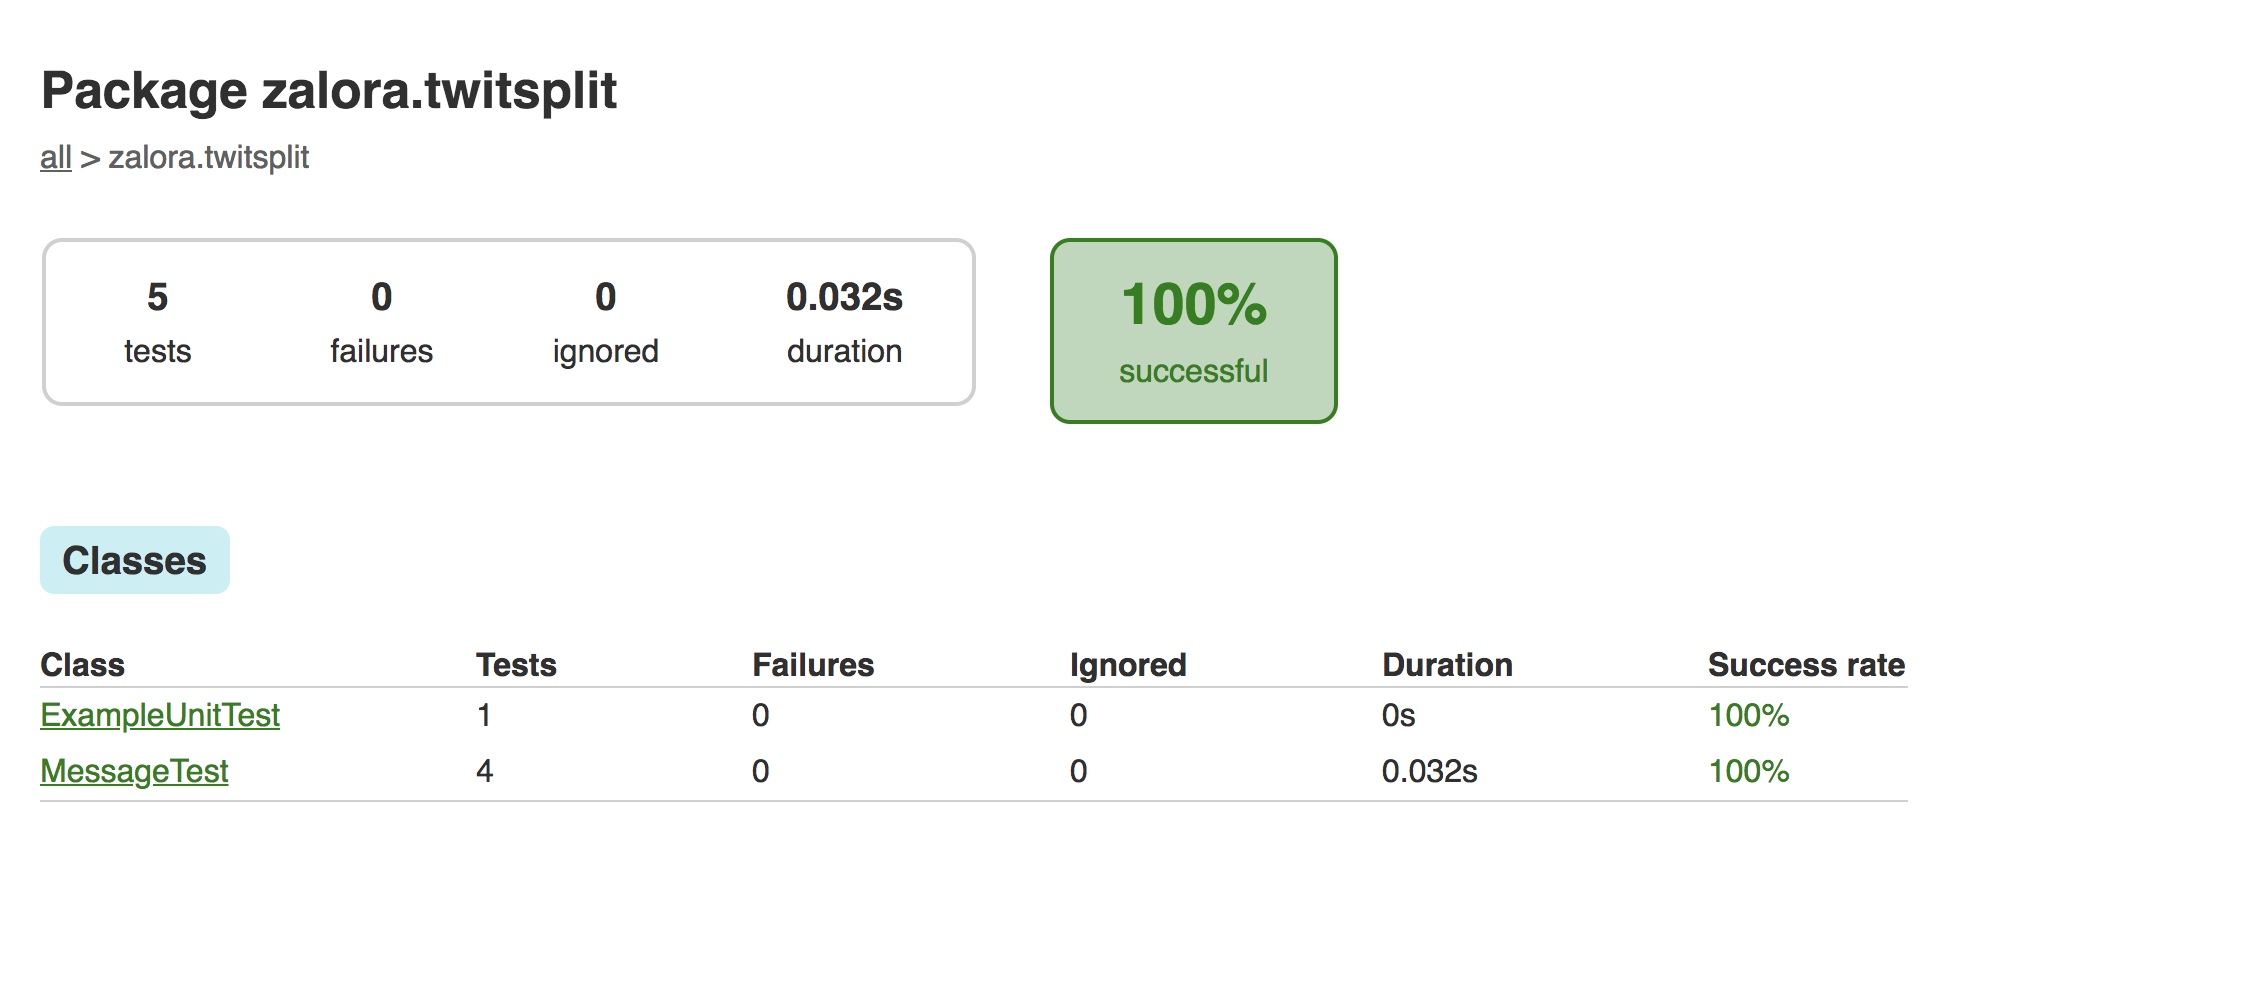 Package zalora.twitsplit
all > zalora.twitsplit
5 0 0 0.032s
tests failures ignored duration
100%
successful
Classes
Class Tests Failures Ignored Duration Success rate
ExampleUnitTest 1 0 0 0s 100%
MessageTest 4 0 0 0.032s 100%